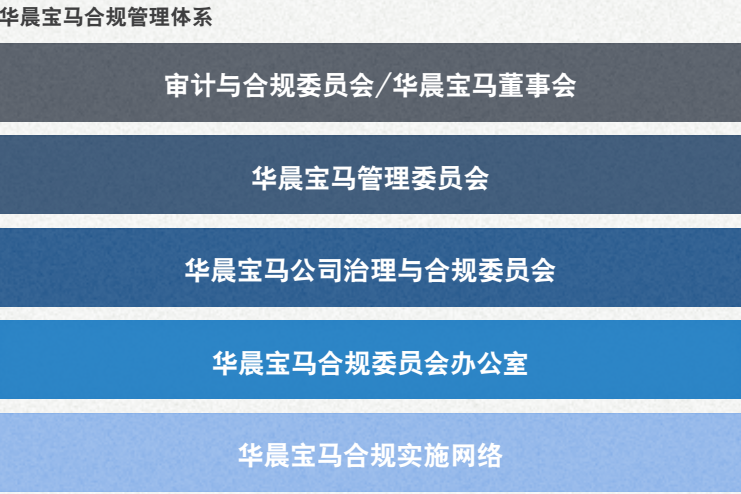 华晨宝马合规管理体系
审计与合规委员会/华晨宝马董事会
华晨宝马管理委员会
华晨宝马公司治理与合规委员会
华晨宝马合规委员会办公室
华晨宝马合规实施网络